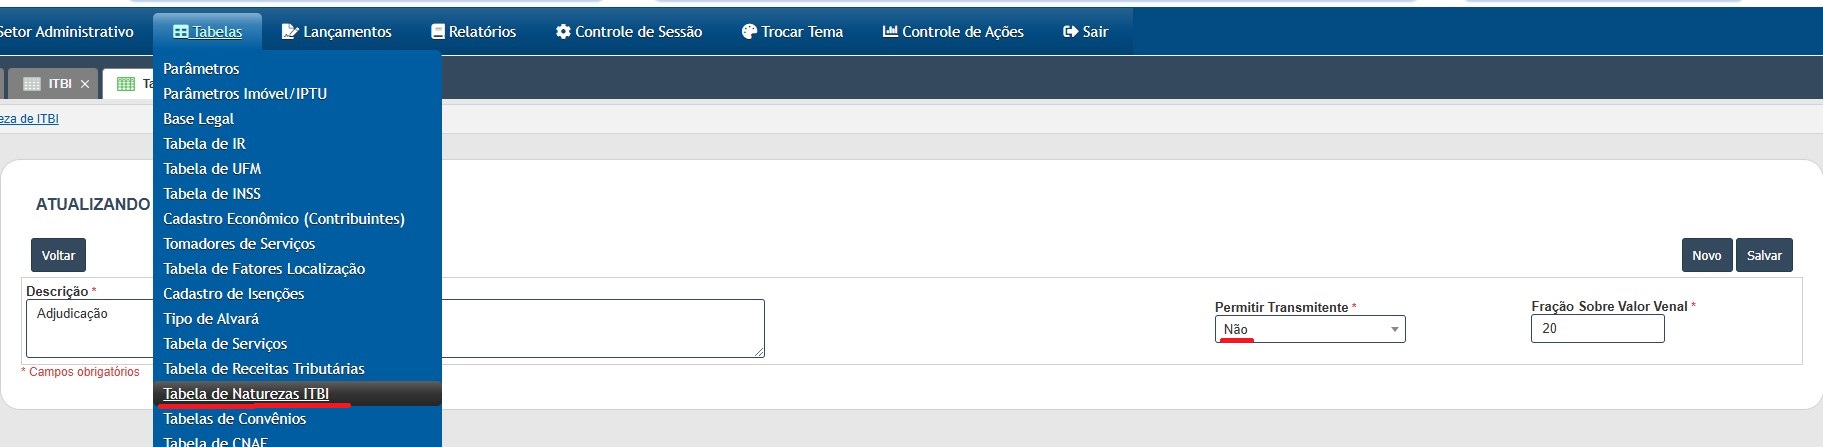 Setor Administrativo Tabelas Lançamentos Relatórios Controle de Sessão Trocar Tema Controle de Ações Sair
ITBI × Ta
eza de ITBI
Parâmetros
Parâmetros Imóvel/IPTU
Base Legal
Tabela de IR
Tabela de UFM
Tabela de INSS
Cadastro Econômico (Contribuintes)
Tomadores de Serviços
Tabela de Fatores Localização
Cadastro de Isenções
Tipo de Alvará
Tabela de Serviços
Tabela de Receitas Tributárias
Tabela de Naturezas ITBI
Tabelas de Convênios
Tabela de CNAE
ATUALIZANDO
Voltar
Novo Salvar
Descrição *
Adjudicação
Permitir Transmitente *
Não
Fração Sobre Valor Venal *
20
* Campos obrigatórios